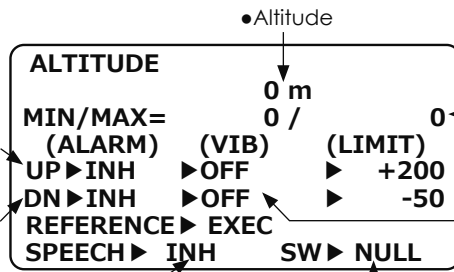 ●Altitude
ALTITUDE
0 m
MIN/MAX= 0 / 0
(ALARM) (VIB) (LIMIT)
UP▶INH ▶OFF ▶ +200
DN▶INH ▶OFF ▶ -50
REFERENCE▶ EXEC
SPEECH▶ INH SW▶ NULL